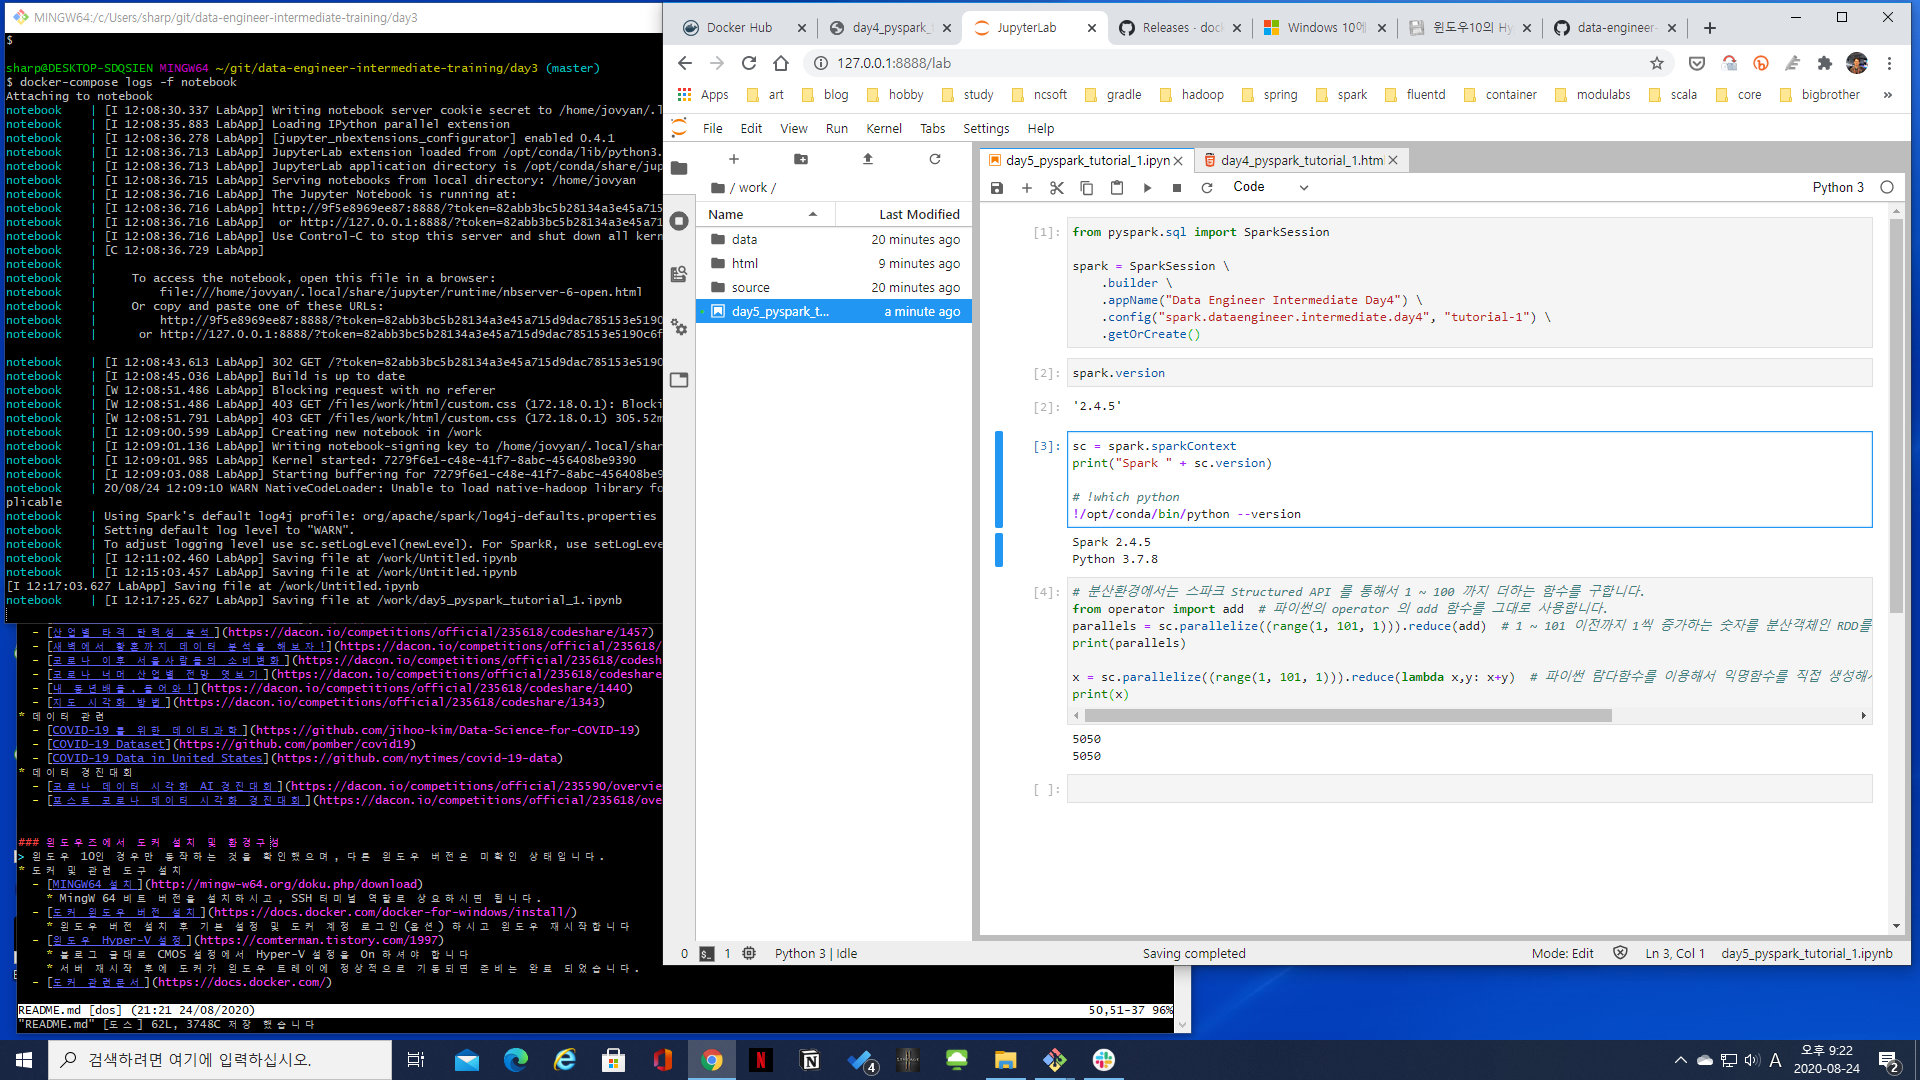 MINGW64:/c/Users/sharp/git/data-engineer-intermediate-training/day3
$
sharp@DESKTOP-SDQSIEN MINGW64 ~/git/data-engineer-intermediate-training/day3 (master)
$ docker-compose logs -f notebook
Attaching to notebook
notebook | [I 12:08:30.337 LabApp] Writing notebook server cookie secret to /home/jovyan/.l
notebook | [I 12:08:35.883 LabApp] Loading IPython parallel extension
notebook | [I 12:08:36.278 LabApp] [jupyter_nbextensions_configurator] enabled 0.4.1
notebook | [I 12:08:36.713 LabApp] JupyterLab extension loaded from /opt/conda/lib/python3.
notebook | [I 12:08:36.713 LabApp] JupyterLab application directory is /opt/conda/share/jup
notebook | [I 12:08:36.715 LabApp] Serving notebooks from local directory: /home/jovyan
notebook | [I 12:08:36.716 LabApp] The Jupyter Notebook is running at:
notebook | [I 12:08:36.716 LabApp] http://9f5e8969ee87:8888/?token=82abb3bc5b28134a3e45a715
notebook | [I 12:08:36.716 LabApp]  or http://127.0.0.1:8888/?token=82abb3bc5b28134a3e45a71
notebook | [I 12:08:36.716 LabApp] Use Control-C to stop this server and shut down all kern
notebook | [C 12:08:36.729 LabApp]
notebook |
notebook | To access the notebook, open this file in a browser:
notebook | file:///home/jovyan/.local/share/jupyter/runtime/nbserver-6-open.html
notebook | Or copy and paste one of these URLs:
notebook | http://9f5e8969ee87:8888/?token=82abb3bc5b28134a3e45a715d9dac785153e5190
notebook | or http://127.0.0.1:8888/?token=82abb3bc5b28134a3e45a715d9dac785153e5190c6f
notebook | [I 12:08:43.613 LabApp] 302 GET /?token=82abb3bc5b28134a3e45a715d9dac785153e5190
notebook | [I 12:08:45.036 LabApp] Build is up to date
notebook | [W 12:08:51.486 LabApp] Blocking request with no referer
notebook | [W 12:08:51.486 LabApp] 403 GET /files/work/html/custom.css (172.18.0.1): Blocki
notebook | [W 12:08:51.791 LabApp] 403 GET /files/work/html/custom.css (172.18.0.1) 305.52m
notebook | [I 12:09:00.599 LabApp] Creating new notebook in /work
notebook | [I 12:09:01.136 LabApp] Writing notebook-signing key to /home/jovyan/.local/shar
notebook | [I 12:09:01.985 LabApp] Kernel started: 7279f6e1-c48e-41f7-8abc-456408be9390
notebook | [I 12:09:03.088 LabApp] Starting buffering for 7279f6e1-c48e-41f7-8abc-456408be9
notebook | 20/08/24 12:09:10 WARN NativeCodeLoader: Unable to load native-hadoop library fo
plicable
notebook | Using Spark's default log4j profile: org/apache/spark/log4j-defaults.properties
notebook | Setting default log level to "WARN".
notebook | To adjust logging level use sc.setLogLevel(newLevel). For SparkR, use setLogLeve
notebook | [I 12:11:02.460 LabApp] Saving file at /work/Untitled.ipynb
notebook | [I 12:15:03.457 LabApp] Saving file at /work/Untitled.ipynb
[I 12:17:03.627 LabApp] Saving file at /work/Untitled.ipynb
notebook | [I 12:17:25.627 LabApp] Saving file at /work/day5_pyspark_tutorial_1.ipynb
- [산업별 타격 탄력성 분석](https://dacon.io/competitions/official/235618/codeshare/1457)
- [새벽에서 황혼까지 데이터 분석을 해보자!](https://dacon.io/competitions/official/235618/
- [코로나 이후 서울사람들의 소비변화](https://dacon.io/competitions/official/235618/codesh
- [코로나 너머 산업별 전망 엿보기](https://dacon.io/competitions/official/235618/codeshare
- [내 동년배들, 들어와!](https://dacon.io/competitions/official/235618/codeshare/1440)
- [지도 시각화 방법](https://dacon.io/competitions/official/235618/codeshare/1343)
* 데이터 관련
- [COVID-19 를 위한 데이터과학](https://github.com/jihoo-kim/Data-Science-for-COVID-19)
- [COVID-19 Dataset](https://github.com/pomber/covid19)
- [COVID-19 Data in United States](https://github.com/nytimes/covid-19-data)
* 데이터 경진대회
- [코로나 데이터 시각화 AI 경진대회](https://dacon.io/competitions/official/235590/overvie
- [포스트 코로나 데이터 시각화 경진대회](https://dacon.io/competitions/official/235618/ove
### 윈도우즈에서 도커 설치 및 환경구성
> 윈도우 10인 경우만 동작하는 것을 확인했으며, 다른 윈도우 버전은 미확인 상태입니다.
* 도커 및 관련 도구 설치
- [MINGW64 설치](http://mingw-w64.org/doku.php/download)
* MingW 64 비트 버전을 설치하시고, SSH 터미널 역할로 상요하시면 됩니다.
- [도커 윈도우 버전 설치](https://docs.docker.com/docker-for-windows/install/)
* 윈도우 버전 설치 후 기본 설정 및 도커 계정 로그인(옵션) 하시고 윈도우 재시작합니다
- [윈도우 Hyper-V 설정](https://comterman.tistory.com/1997)
* 블로그 글대로 CMOS 설정에서 Hyper-V 설정을 On 하셔야 합니다
* 서버 재시작 후에 도커가 윈도우 트레이에 정상적으로 기동되면 준비는 완료 되었습니다.
- [도커 관련문서](https://docs.docker.com/)
README.md [dos] (21:21 24/08/2020) 50,51-37 96%
"README.md" [도스] 62L, 3748C 저장 했습니다
Docker Hub
day4_pyspark_t
JupyterLab
Releases · dock
Windows 10에
윈도우10의 Hy
data-engineer-
127.0.0.1:8888/lab
Apps art blog hobby study ncsoft gradle hadoop spring spark fluentd container modulabs scala core bigbrother »
File Edit View Run Kernel Tabs Settings Help
/ work /
Name Last Modified
data 20 minutes ago
html 9 minutes ago
source 20 minutes ago
day5_pyspark_t... a minute ago
day5_pyspark_tutorial_1.ipyn
day4_pyspark_tutorial_1.html
Code
Python 3
[1]: from pyspark.sql import SparkSession
spark = SparkSession \
.builder \
.appName("Data Engineer Intermediate Day4") \
.config("spark.dataengineer.intermediate.day4", "tutorial-1") \
.getOrCreate()
[2]: spark.version
[2]: '2.4.5'
[3]: sc = spark.sparkContext
print("Spark " + sc.version)
# !which python
!/opt/conda/bin/python --version
Spark 2.4.5
Python 3.7.8
[4]: # 분산환경에서는 스파크 Structured API 를 통해서 1 ~ 100 까지 더하는 함수를 구합니다.
from operator import add  # 파이썬의 operator 의 add 함수를 그대로 사용합니다.
parallels = sc.parallelize((range(1, 101, 1))).reduce(add)  # 1 ~ 101 이전까지 1씩 증가하는 숫자를 분산객체인 RDD를
print(parallels)
x = sc.parallelize((range(1, 101, 1))).reduce(lambda x,y: x+y)  # 파이썬 람다함수를 이용해서 익명함수를 직접 생성해서
print(x)
5050
5050
[ ]:
0 1 Python 3 | Idle Saving completed Mode: Edit Ln 3, Col 1 day5_pyspark_tutorial_1.ipynb
검색하려면 여기에 입력하십시오.
4
A
오후 9:22
2020-08-24
2